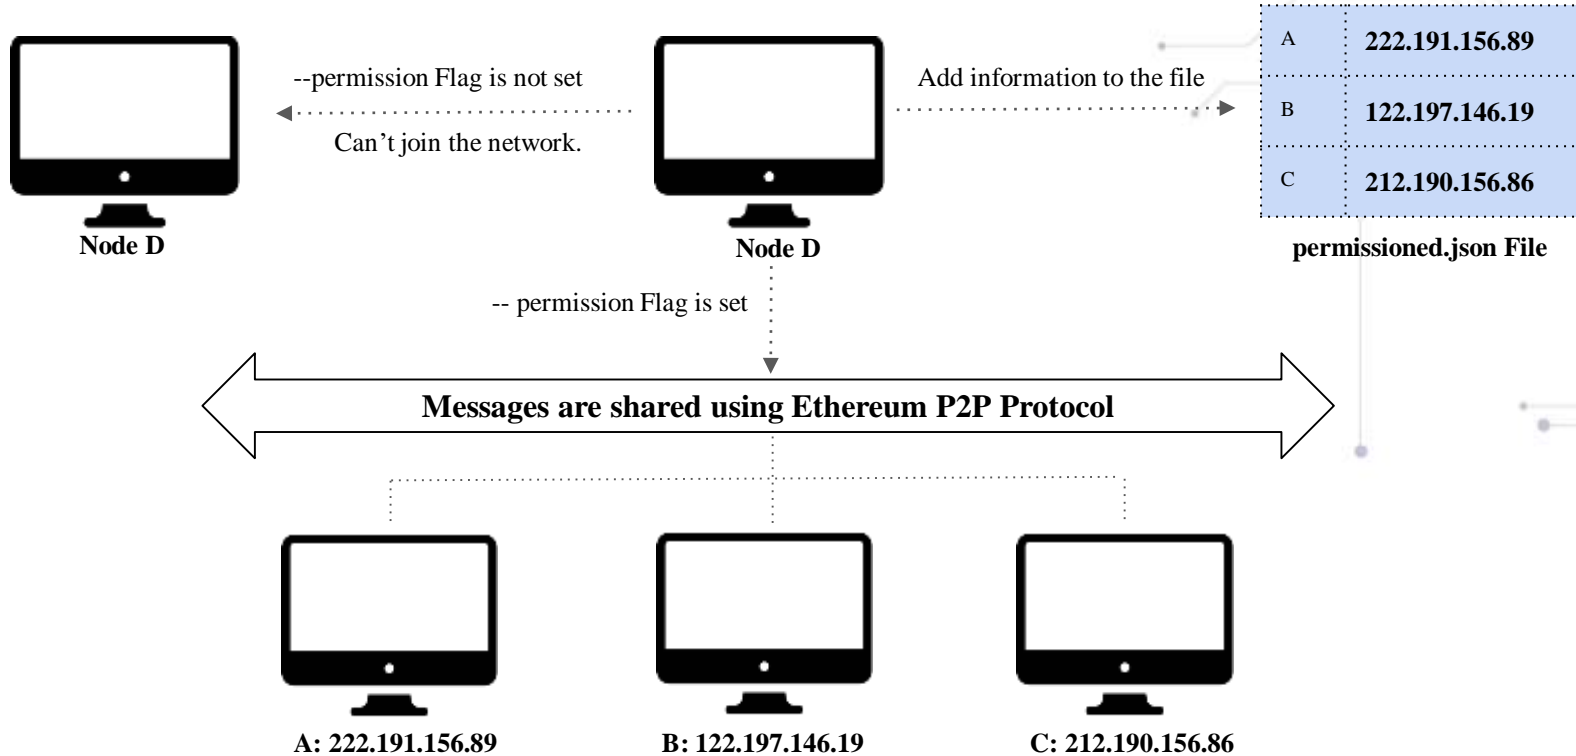 --permission Flag is not set
Can’t join the network.
Node D
Node D
Add information to the file
A 222.191.156.89
B 122.197.146.19
C 212.190.156.86
permissioned.json File
-- permission Flag is set
Messages are shared using Ethereum P2P Protocol
A: 222.191.156.89
B: 122.197.146.19
C: 212.190.156.86